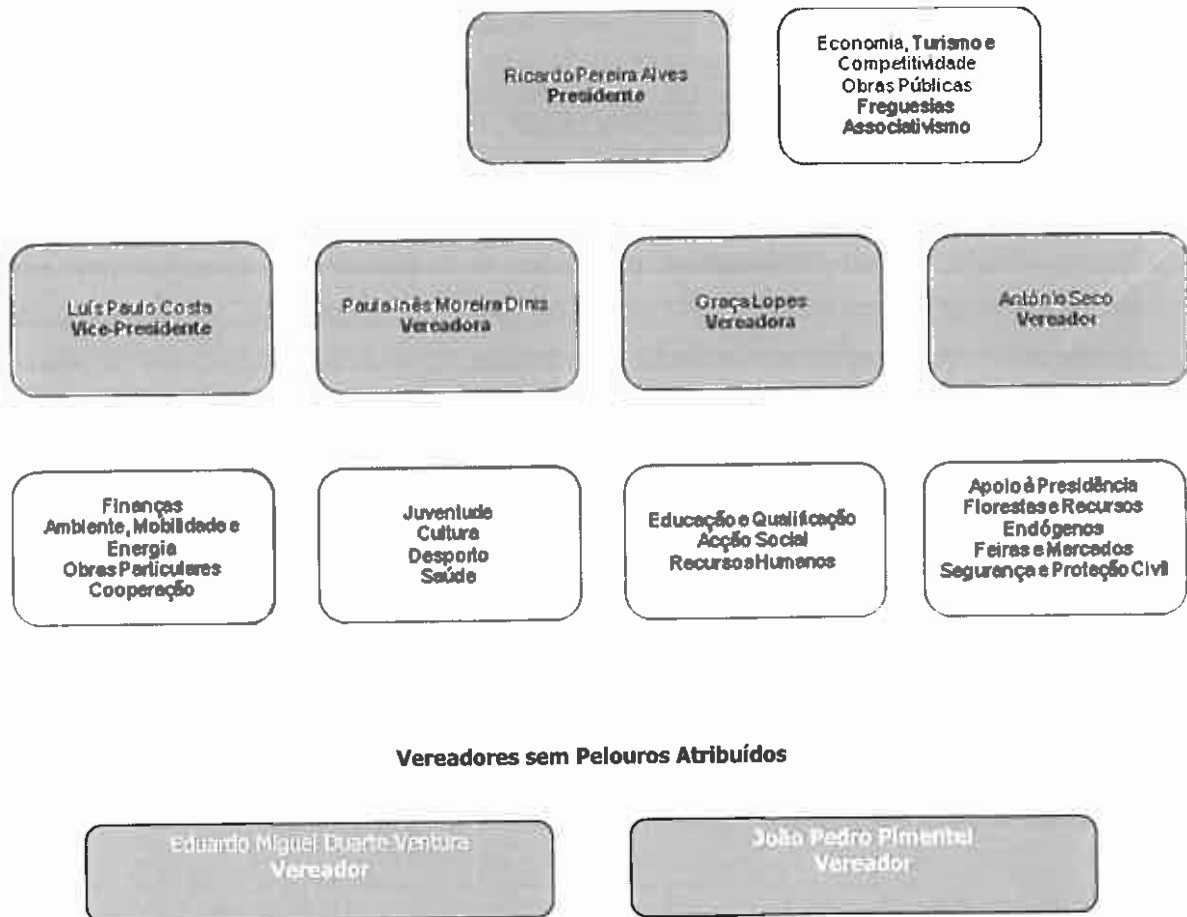 Ricardo Pereira Alves
Presidente
Economia, Turismo e
Competitividade
Obras Públicas
Freguesias
Associativismo
Luís Paulo Costa
Vice-Presidente
Paula Inês Moreira Dinis
Vereadora
Graça Lopes
Vereadora
António Seco
Vereador
Finanças
Ambiente, Mobilidade e
Energia
Obras Particulares
Cooperação
Juventude
Cultura
Desporto
Saúde
Educação e Qualificação
Acção Social
Recursos Humanos
Apoio à Presidência
Florestas e Recursos
Endógenos
Feiras e Mercados
Segurança e Proteção Civil
Vereadores sem Pelouros Atribuídos
Eduardo Miguel Duarte Ventura
Vereador
João Pedro Pimentel
Vereador